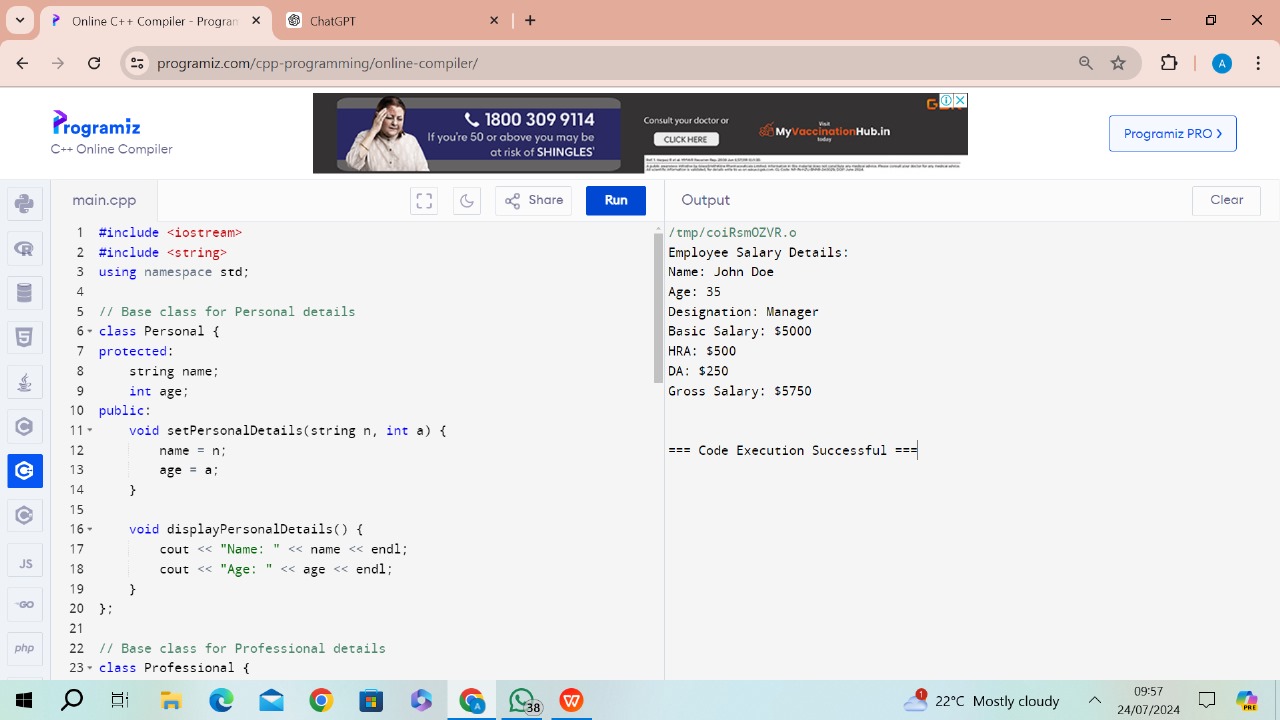 Online C++ - Programiz
ChatGPT
programiz.com/cpp-programming/online-compiler/
A
Programiz
C++ Online Compiler
1800 309 9114
If you're 50 or above you may be
at risk of SHINGLES*
Consult your doctor or
CLICK HERE
Visit
MyVaccinationHub.in
today
Programiz PRO
main.cpp
Share
Run
Output
Clear
1 #include <iostream>
2 #include <string>
3 using namespace std;
4
5 // Base class for Personal details
6 class Personal {
7 protected:
8 string name;
9 int age;
10 public:
11 void setPersonalDetails(string n, int a) {
12 name = n;
13 age = a;
14 }
15
16 void displayPersonalDetails() {
17 cout << "Name: " << name << endl;
18 cout << "Age: " << age << endl;
19 }
20 };
21
22 // Base class for Professional details
23 class Professional {
/tmp/coiRsmOZVR.o
Employee Salary Details:
Name: John Doe
Age: 35
Designation: Manager
Basic Salary: $5000
HRA: $500
DA: $250
Gross Salary: $5750
=== Code Execution Successful ===
JS
GO
php
38
1
22°C Mostly cloudy
09:57
24/07/2024
PRE